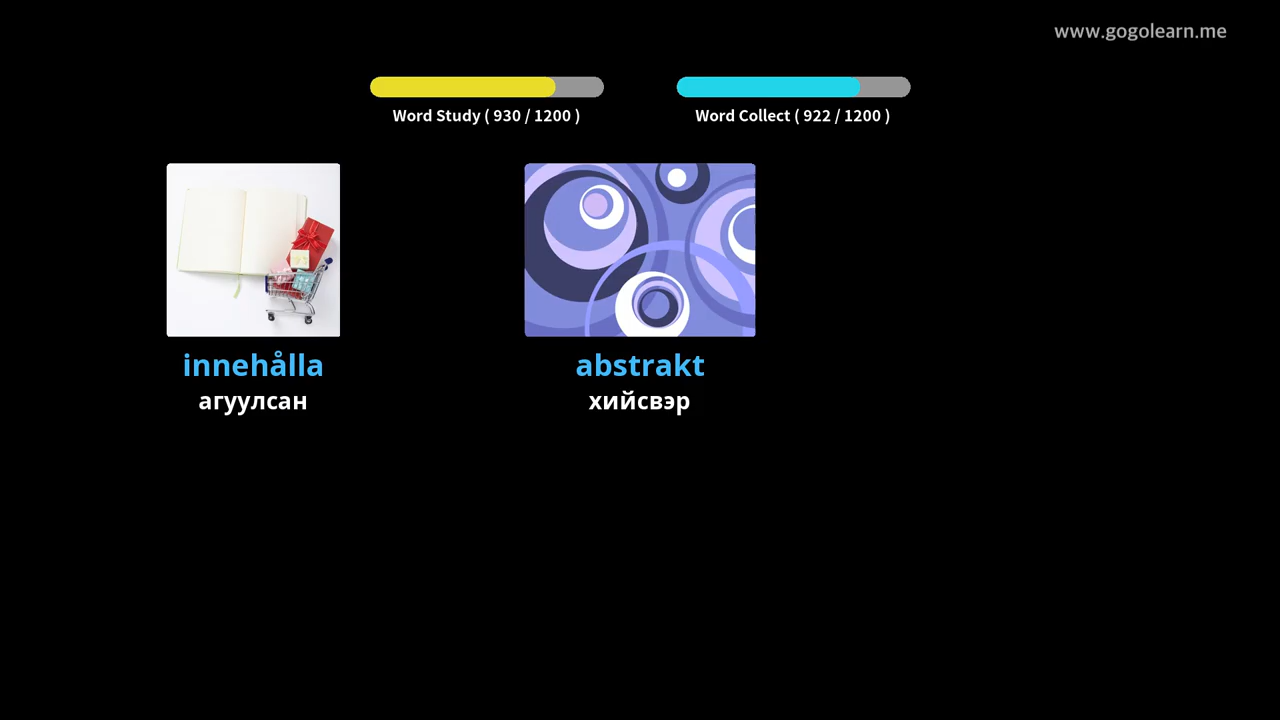 www.gogolearn.me
Word Study ( 930 / 1200 )
Word Collect ( 922 / 1200 )
innehålla
агуулсан
abstrakt
хийсвэр